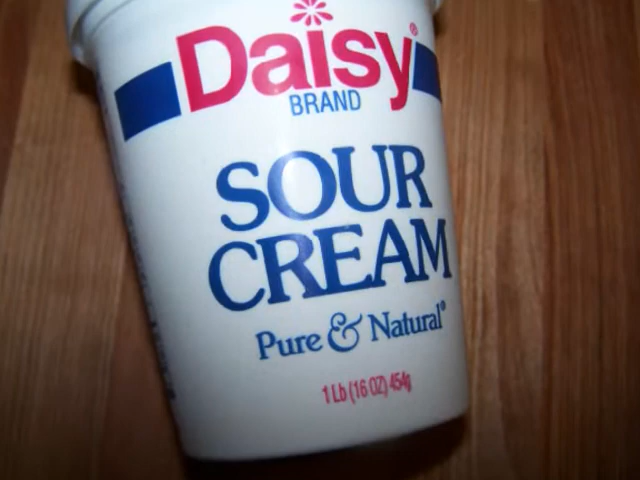 Daisy®
BRAND
SOUR
CREAM
Pure & Natural®
1 Lb (16 OZ) 454g